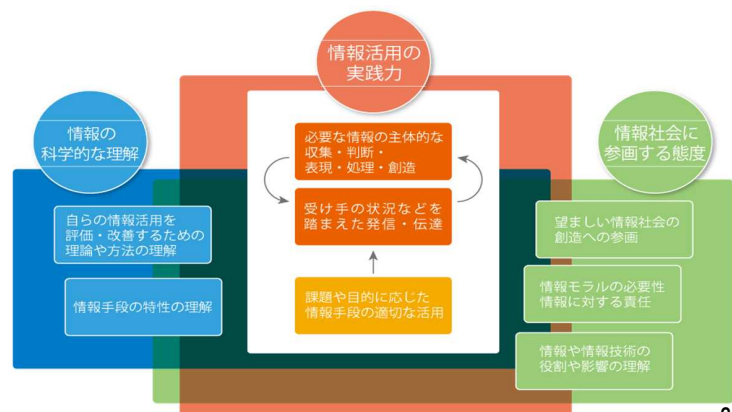 情報活用の
実践力
情報の
科学的な理解
情報社会に
参画する態度
必要な情報の主体的な
収集・判断・
表現・処理・創造
受け手の状況などを
踏まえた発信・伝達
課題や目的に応じた
情報手段の適切な活用
自らの情報活用を
評価・改善するための
理論や方法の理解
情報手段の特性の理解
望ましい情報社会の
創造への参画
情報モラルの必要性
情報に対する責任
情報や情報技術の
役割や影響の理解